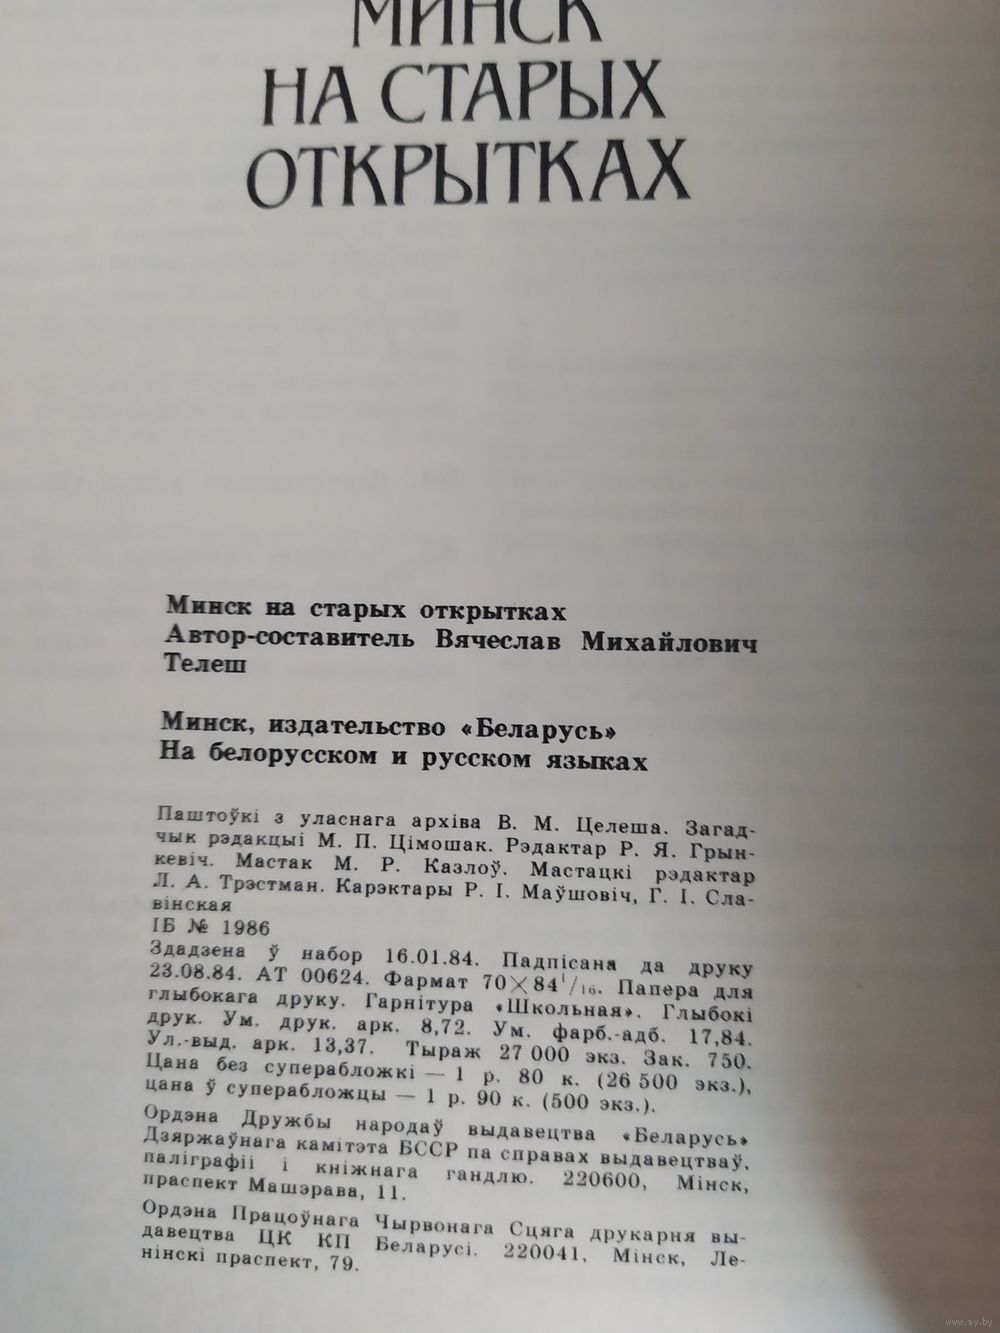 МИНСК
НА СТАРЫХ
ОТКРЫТКАХ
Минск на старых открытках
Автор-составитель Вячеслав Михайлович
Телеш
Минск, издательство «Беларусь»
На белорусском и русском языках
Паштоўкі з уласнага архіва В. М. Целеша. Загад-
чык рэдакцыі М. П. Цімошак. Рэдактар Р. Я. Грын-
кевіч. Мастак М. Р. Казлоў. Мастацкі рэдактар
Л. А. Трэстман. Карэктары Р. І. Маўшовіч, Г. І. Сла-
вінская
ІБ № 1986
Здадзена ў набор 16.01.84. Падпісана да друку
23.08.84. АТ 00624. Фармат 70×84¹/₁₆. Папера для
глыбокага друку. Гарнітура «Школьная». Глыбокі
друк. Ум. друк. арк. 8,72. Ум. фарб.-адб. 17,84.
Ул.-выд. арк. 13,37. Тыраж 27 000 экз. Зак. 750.
Цана без суперабложкі — 1 р. 80 к. (26 500 экз.),
цана ў суперабложцы — 1 р. 90 к. (500 экз.).
Ордэна Дружбы народаў выдавецтва «Беларусь»
Дзяржаўнага камітэта БССР па справах выдавецтваў,
паліграфіі і кніжнага гандлю. 220600, Мінск,
праспект Машэрава, 11.
Ордэна Працоўнага Чырвонага Сцяга друкарня вы-
давецтва ЦК КП Беларусі. 220041, Мінск, Ле-
нінскі праспект, 79.
www.ay.by